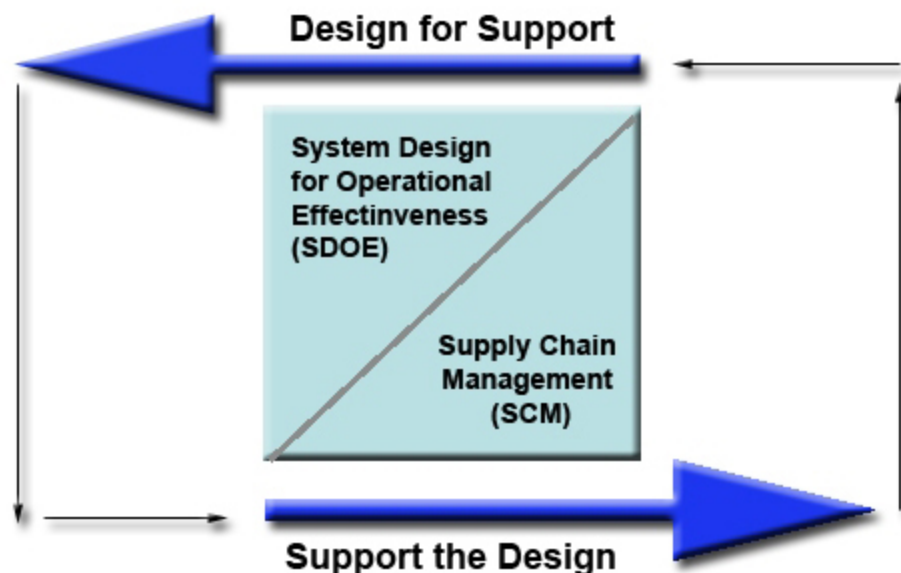 Design for Support
System Design
for Operational
Effectinveness
(SDOE)
Supply Chain
Management
(SCM)
Support the Design